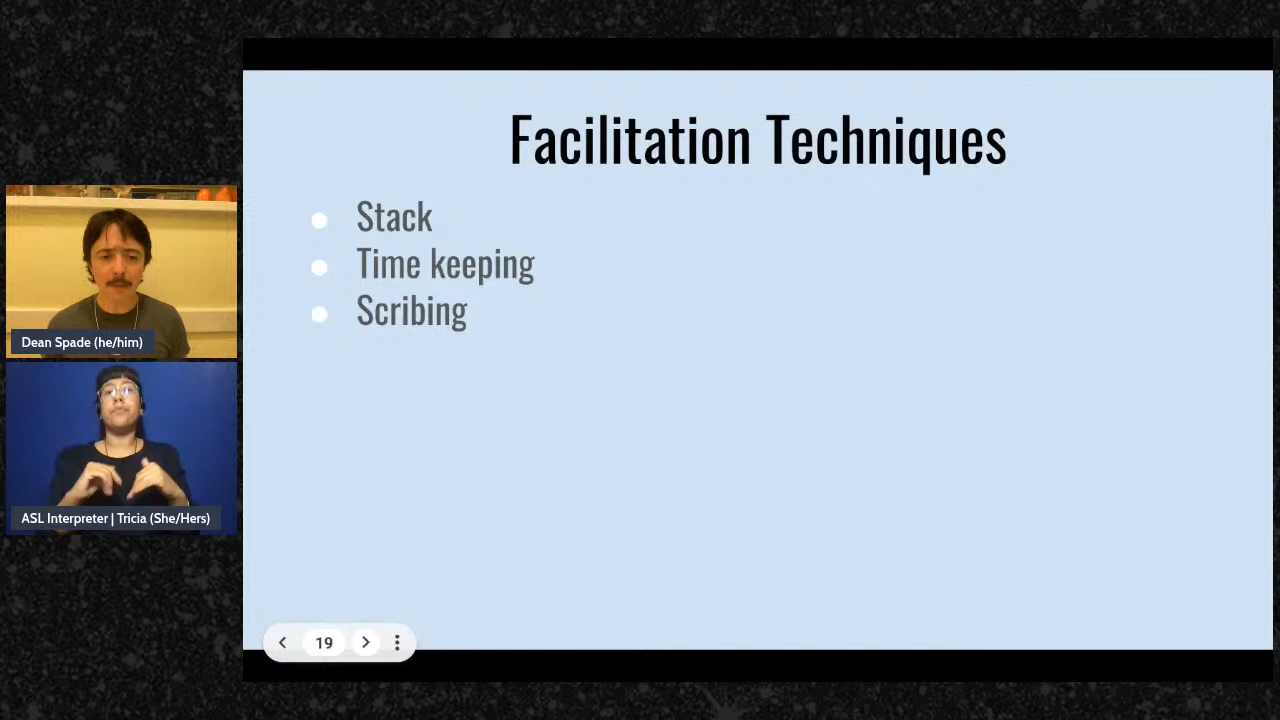 Facilitation Techniques
Stack
Time keeping
Scribing
Dean Spade (he/him)
ASL Interpreter | Tricia (She/Hers)
19